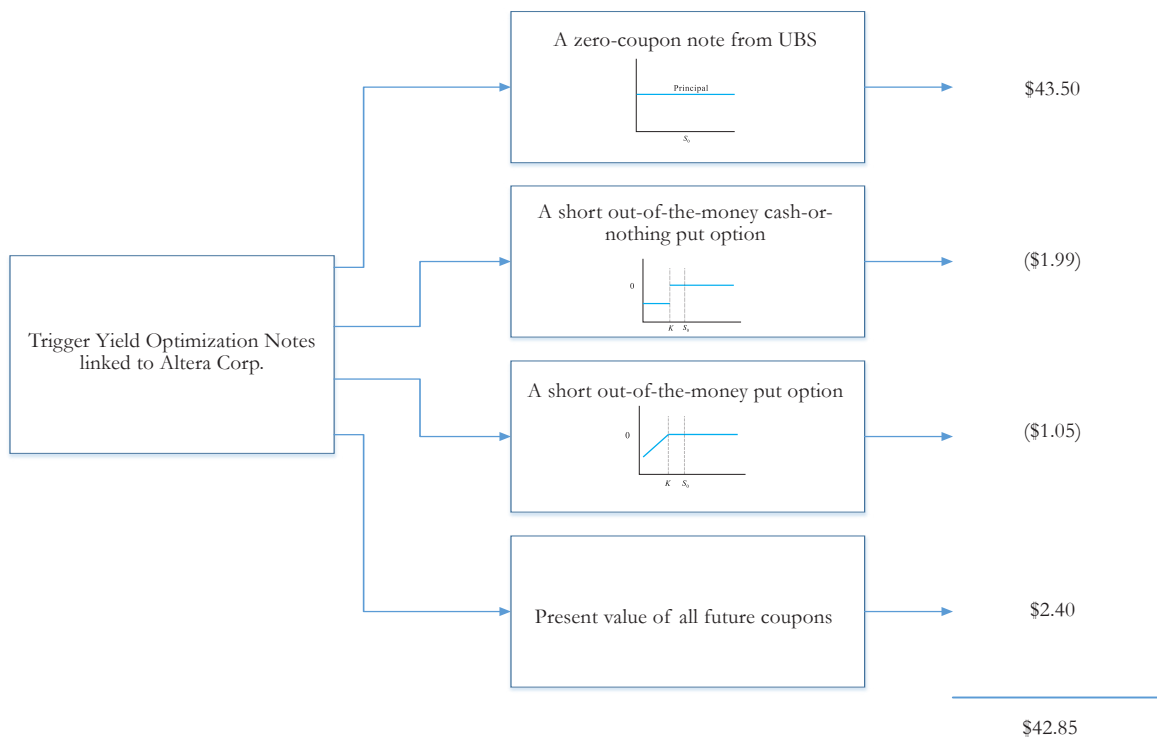 A zero-coupon note from UBS
Principal
S₀
$43.50
A short out-of-the-money cash-or-
nothing put option
0
K S₀
($1.99)
Trigger Yield Optimization Notes
linked to Altera Corp.
A short out-of-the-money put option
0
K S₀
($1.05)
Present value of all future coupons
$2.40
$42.85